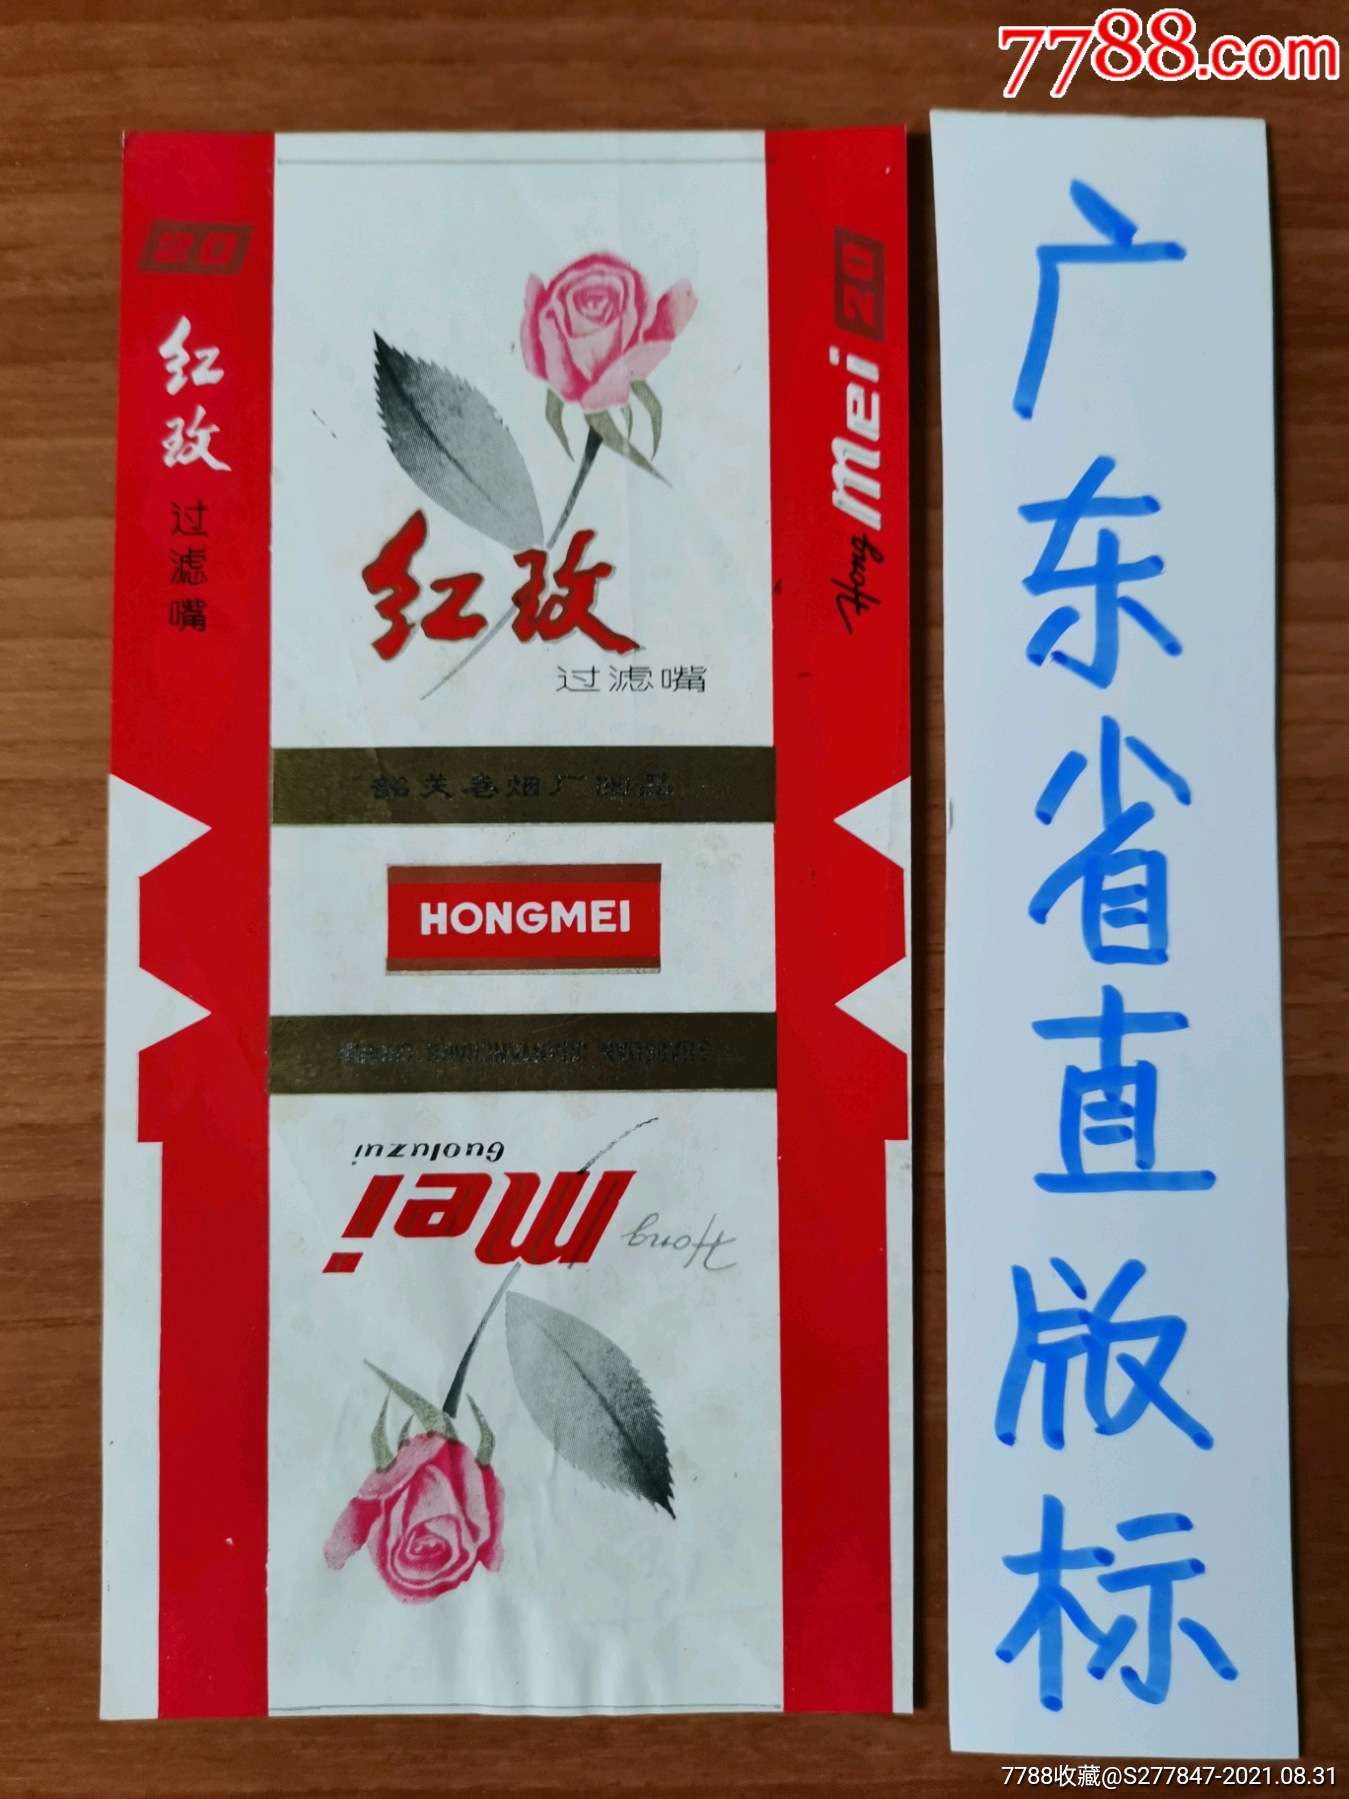 7788.com
20
红玫
过滤嘴
红玫
过滤嘴
韶关卷烟厂出品
HONGMEI
Guoluzui
Hong mei
20
Hong mei
广东省直版标
7788收藏@S277847-2021.08.31